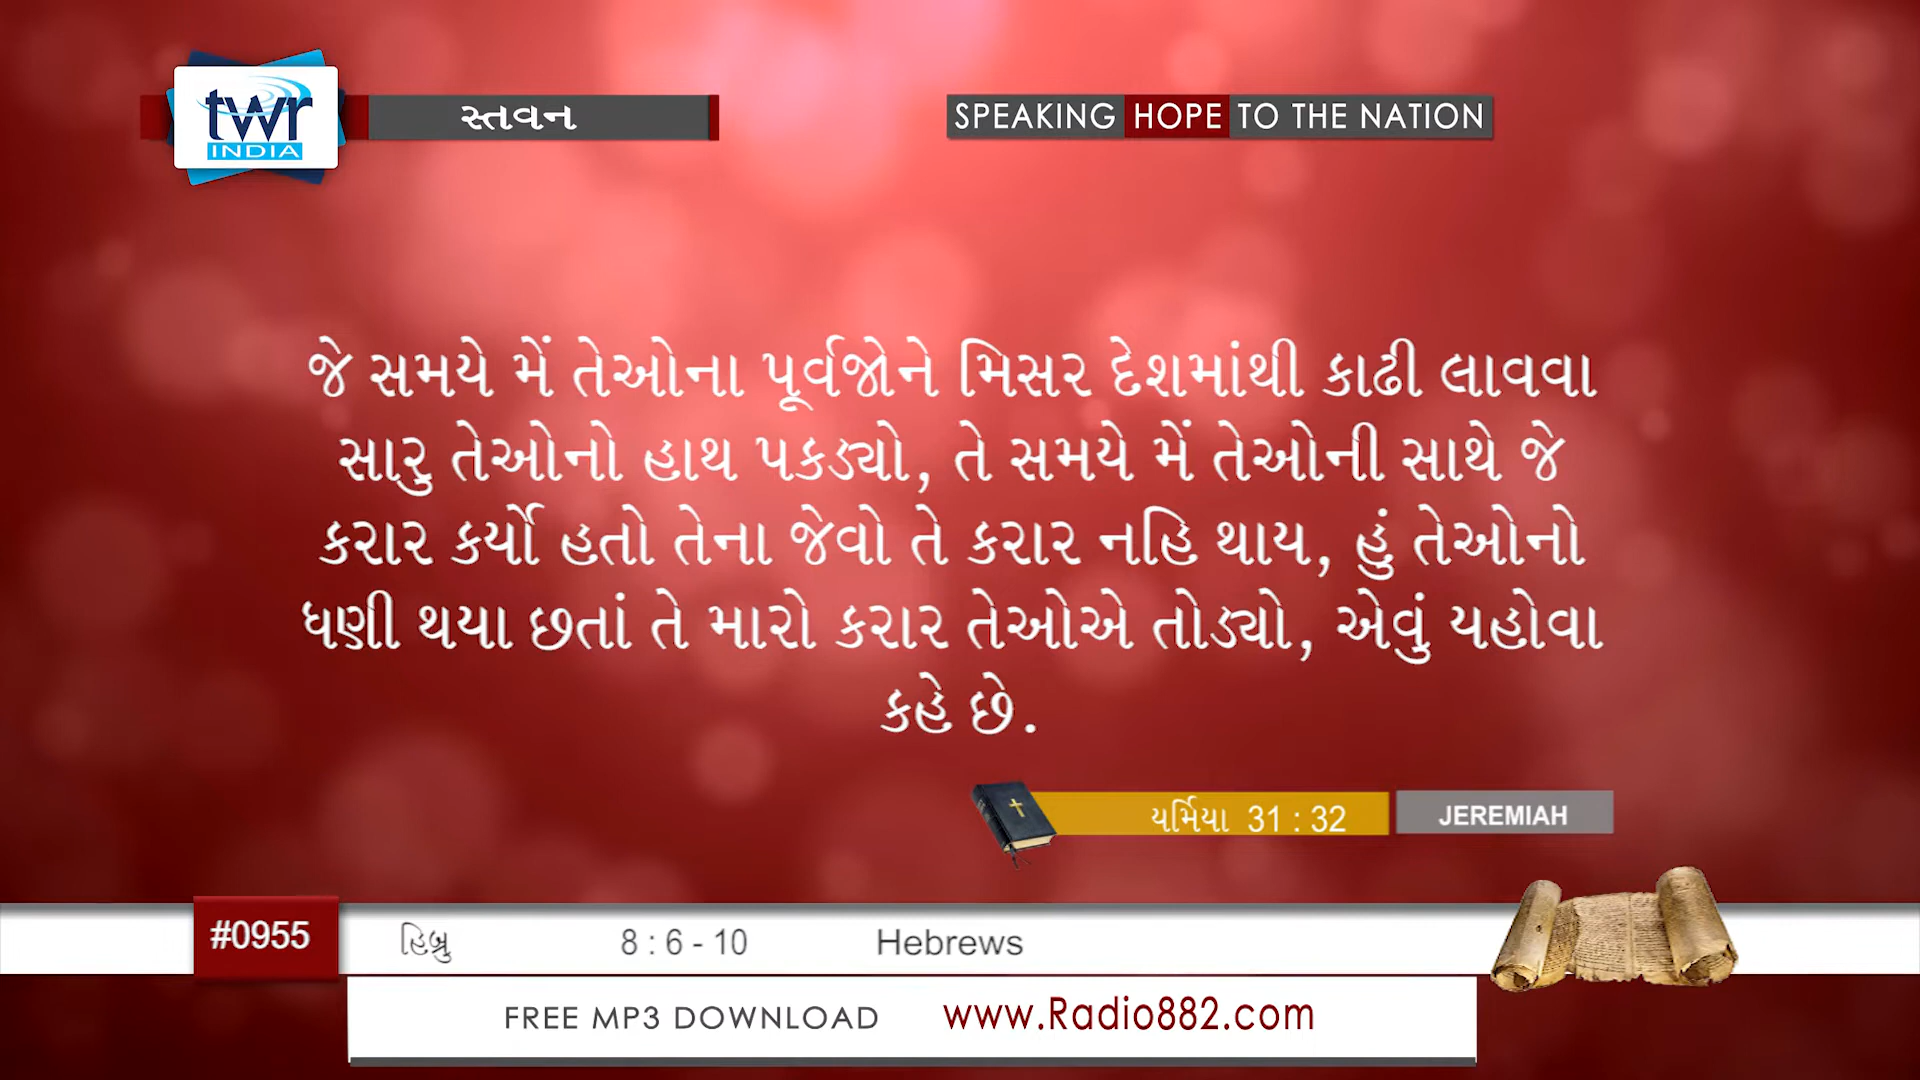 twr
INDIA
સ્તવન
SPEAKING HOPE TO THE NATION
જે સમયે મેં તેઓના પૂર્વજોને મિસર દેશમાંથી કાઢી લાવવા
સારુ તેઓનો હાથ પકડ્યો, તે સમયે મેં તેઓની સાથે જે
કરાર કર્યો હતો તેના જેવો તે કરાર નહિ થાય, હું તેઓનો
ધણી થયા છતાં તે મારો કરાર તેઓએ તોડ્યો, એવું યહોવા
કહે છે.
યર્મિયા 31 : 32
JEREMIAH
#0955
હિબ્રુ 8 : 6 - 10 Hebrews
FREE MP3 DOWNLOAD www.Radio882.com